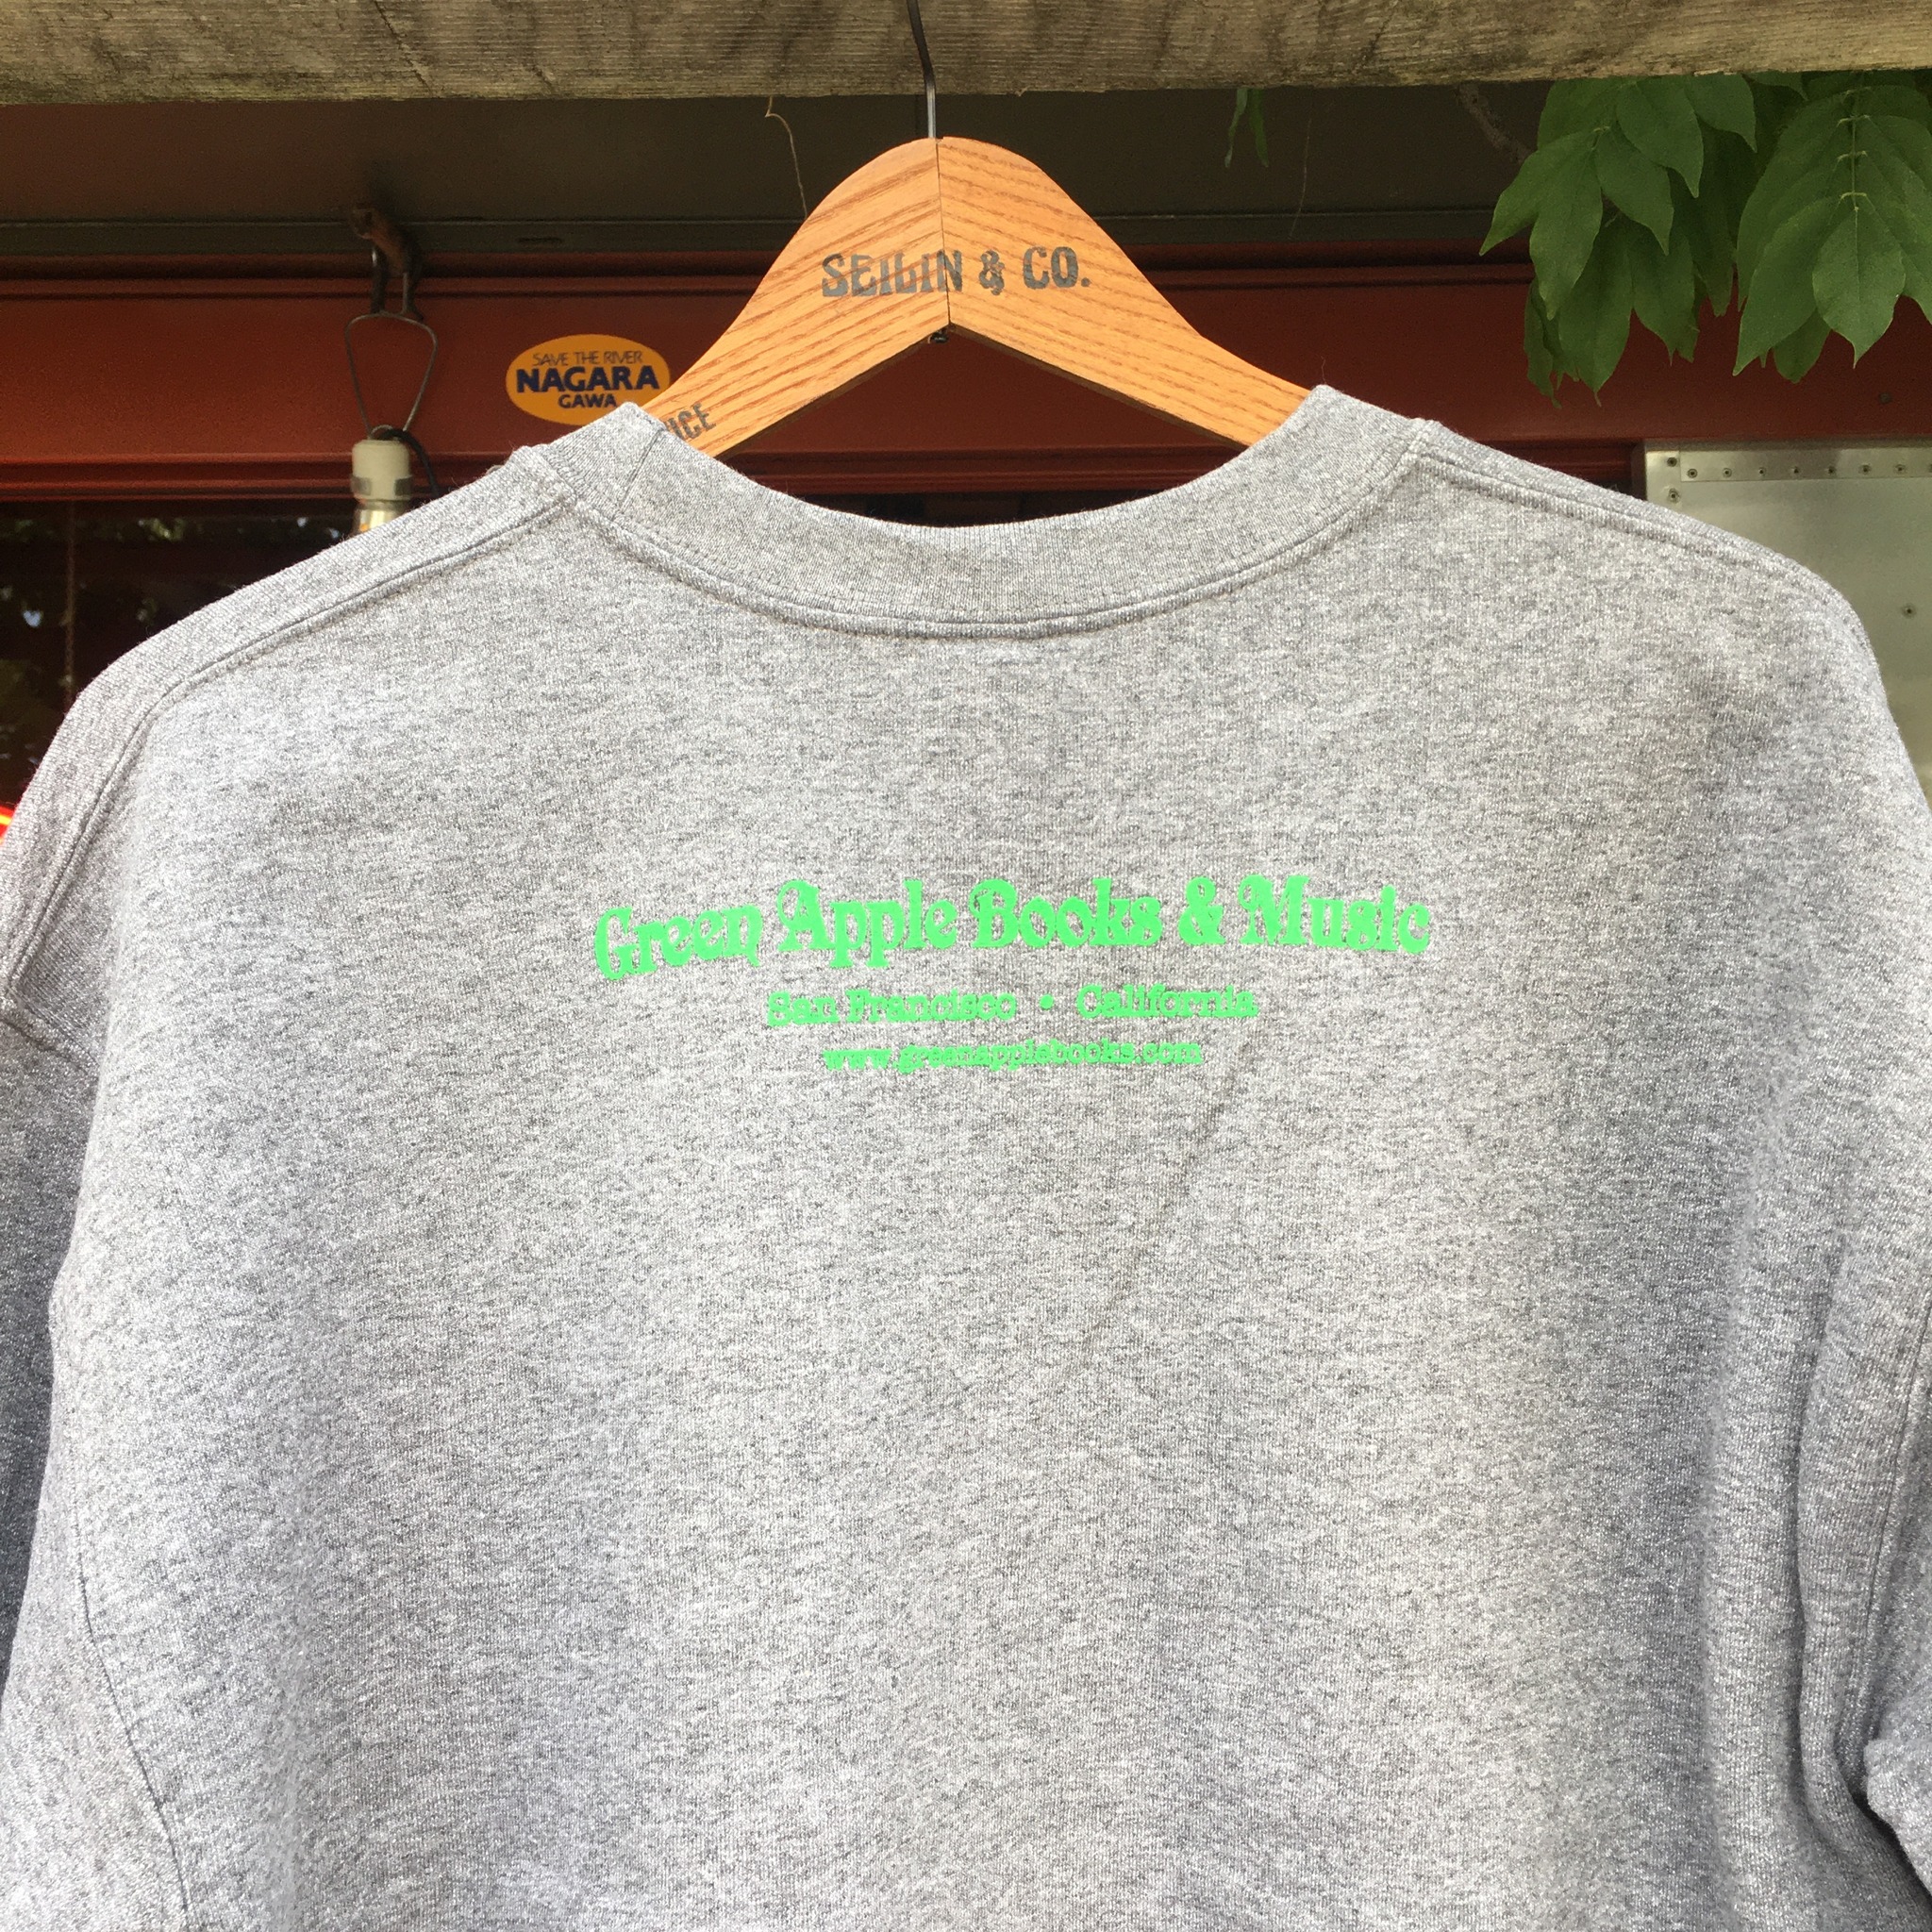 SEILIN & CO.
SAVE THE RIVER
NAGARA
GAWA
Green Apple Books & Music
San Francisco • California
www.greenapplebooks.com